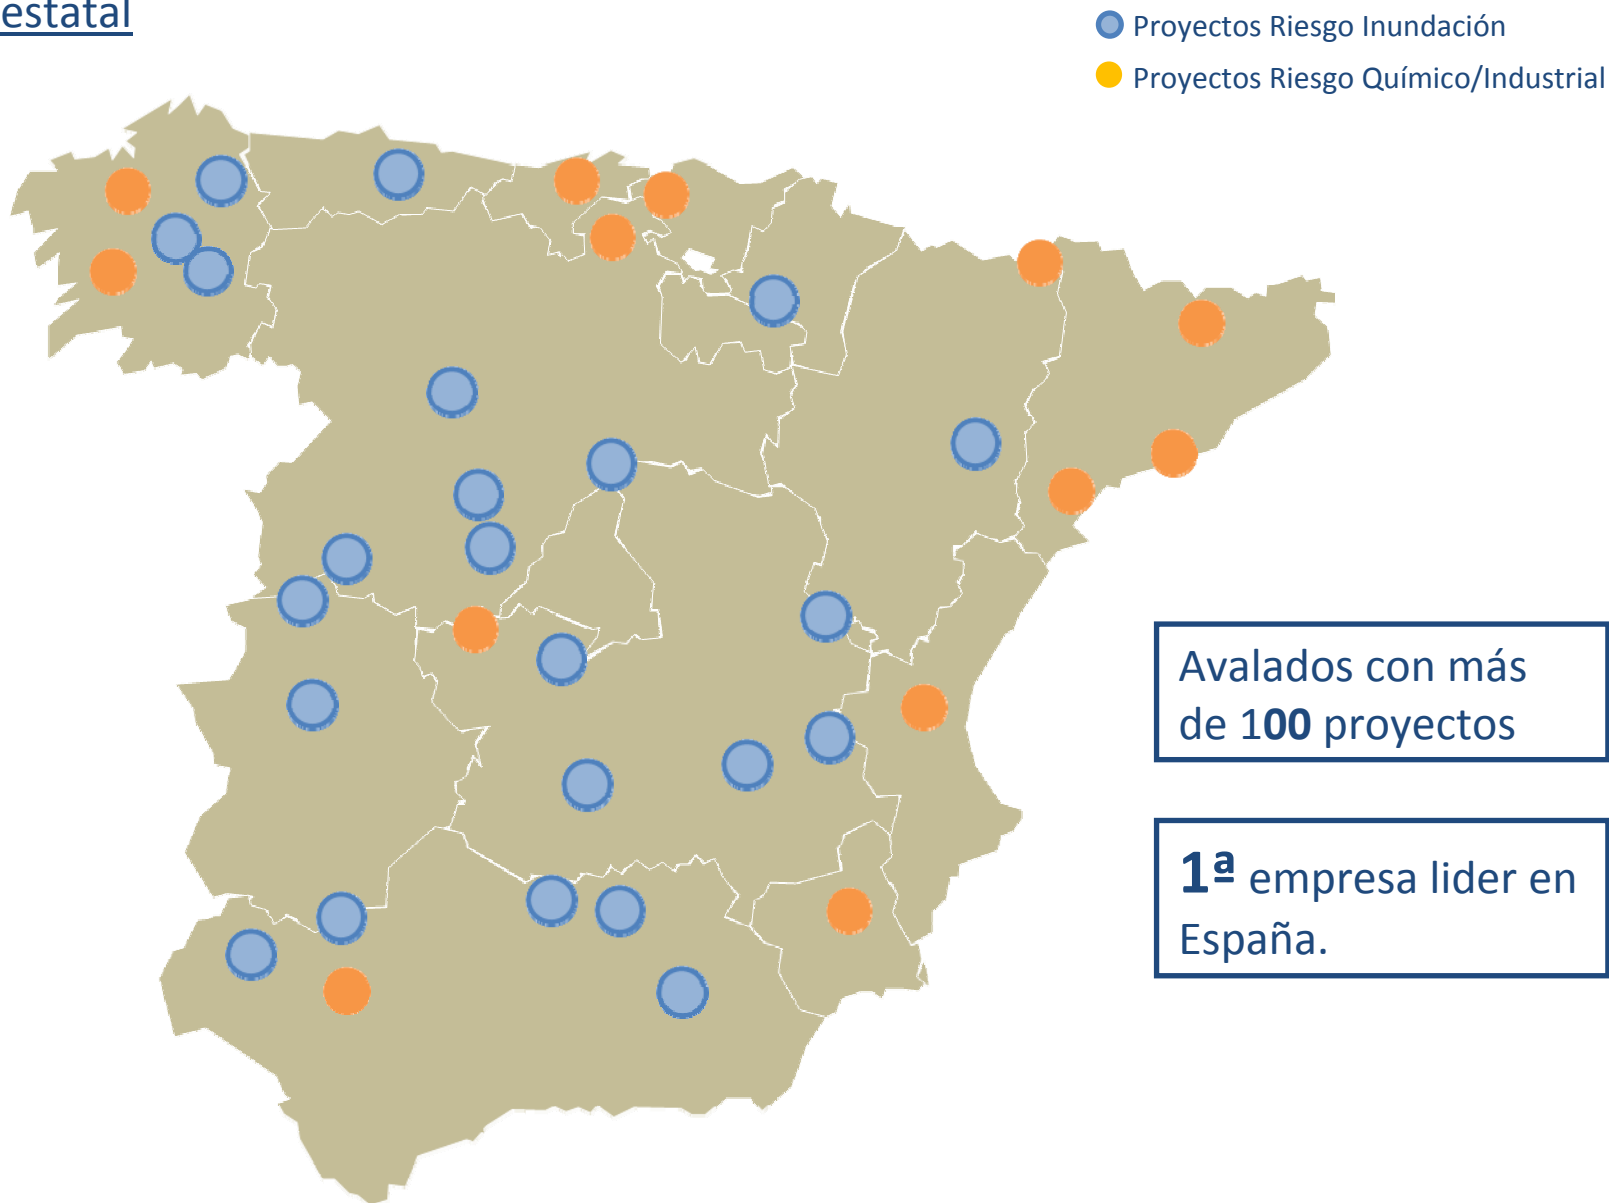 estatal
Proyectos Riesgo Inundación
Proyectos Riesgo Químico/Industrial
Avalados con más
de 100 proyectos
1ª empresa lider en
España.